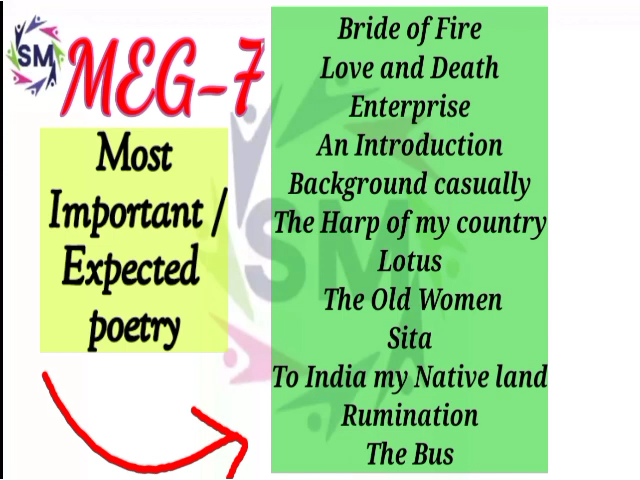 SM
MEG-7
Most
Important /
Expected
poetry
Bride of Fire
Love and Death
Enterprise
An Introduction
Background casually
The Harp of my country
Lotus
The Old Women
Sita
To India my Native land
Rumination
The Bus
SM